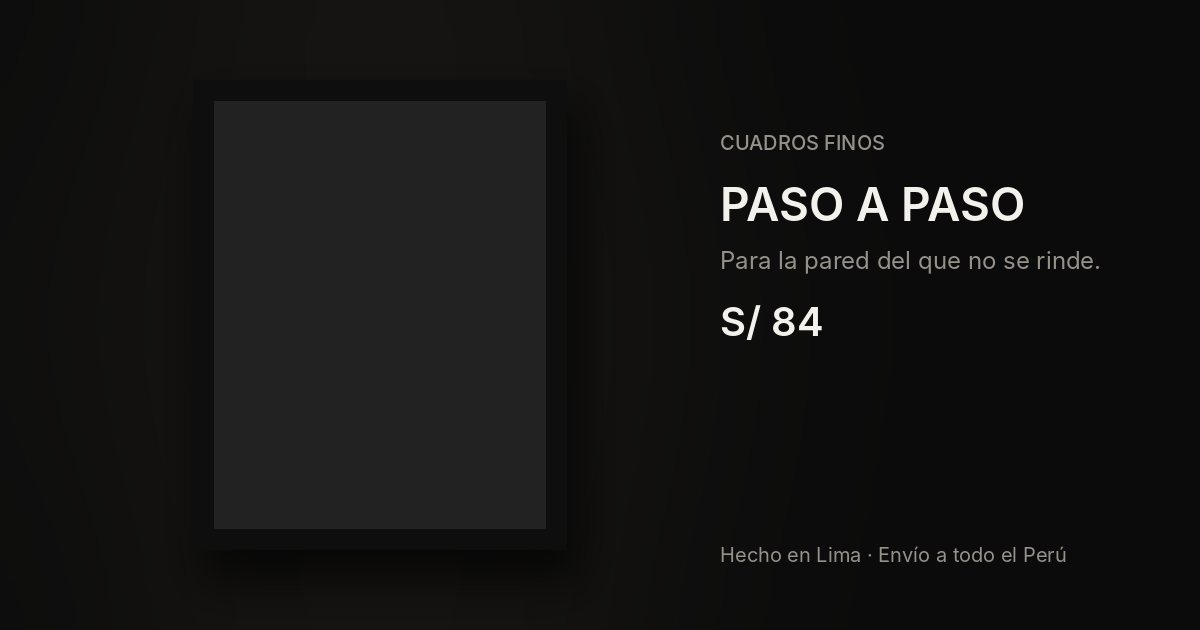 CUADROS FINOS
PASO A PASO
Para la pared del que no se rinde.
S/ 84
Hecho en Lima · Envío a todo el Perú